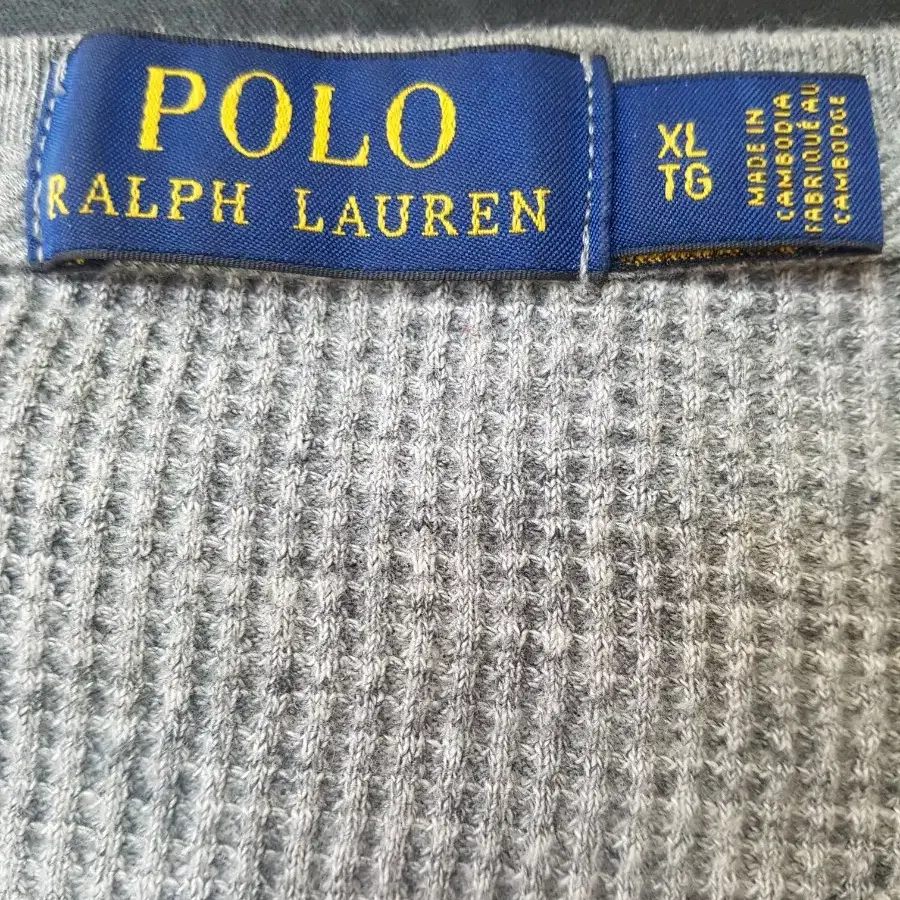 POLO
RALPH LAUREN
XL
TG
MADE IN
CAMBODIA
FABRIQUÉ AU
CAMBODGE